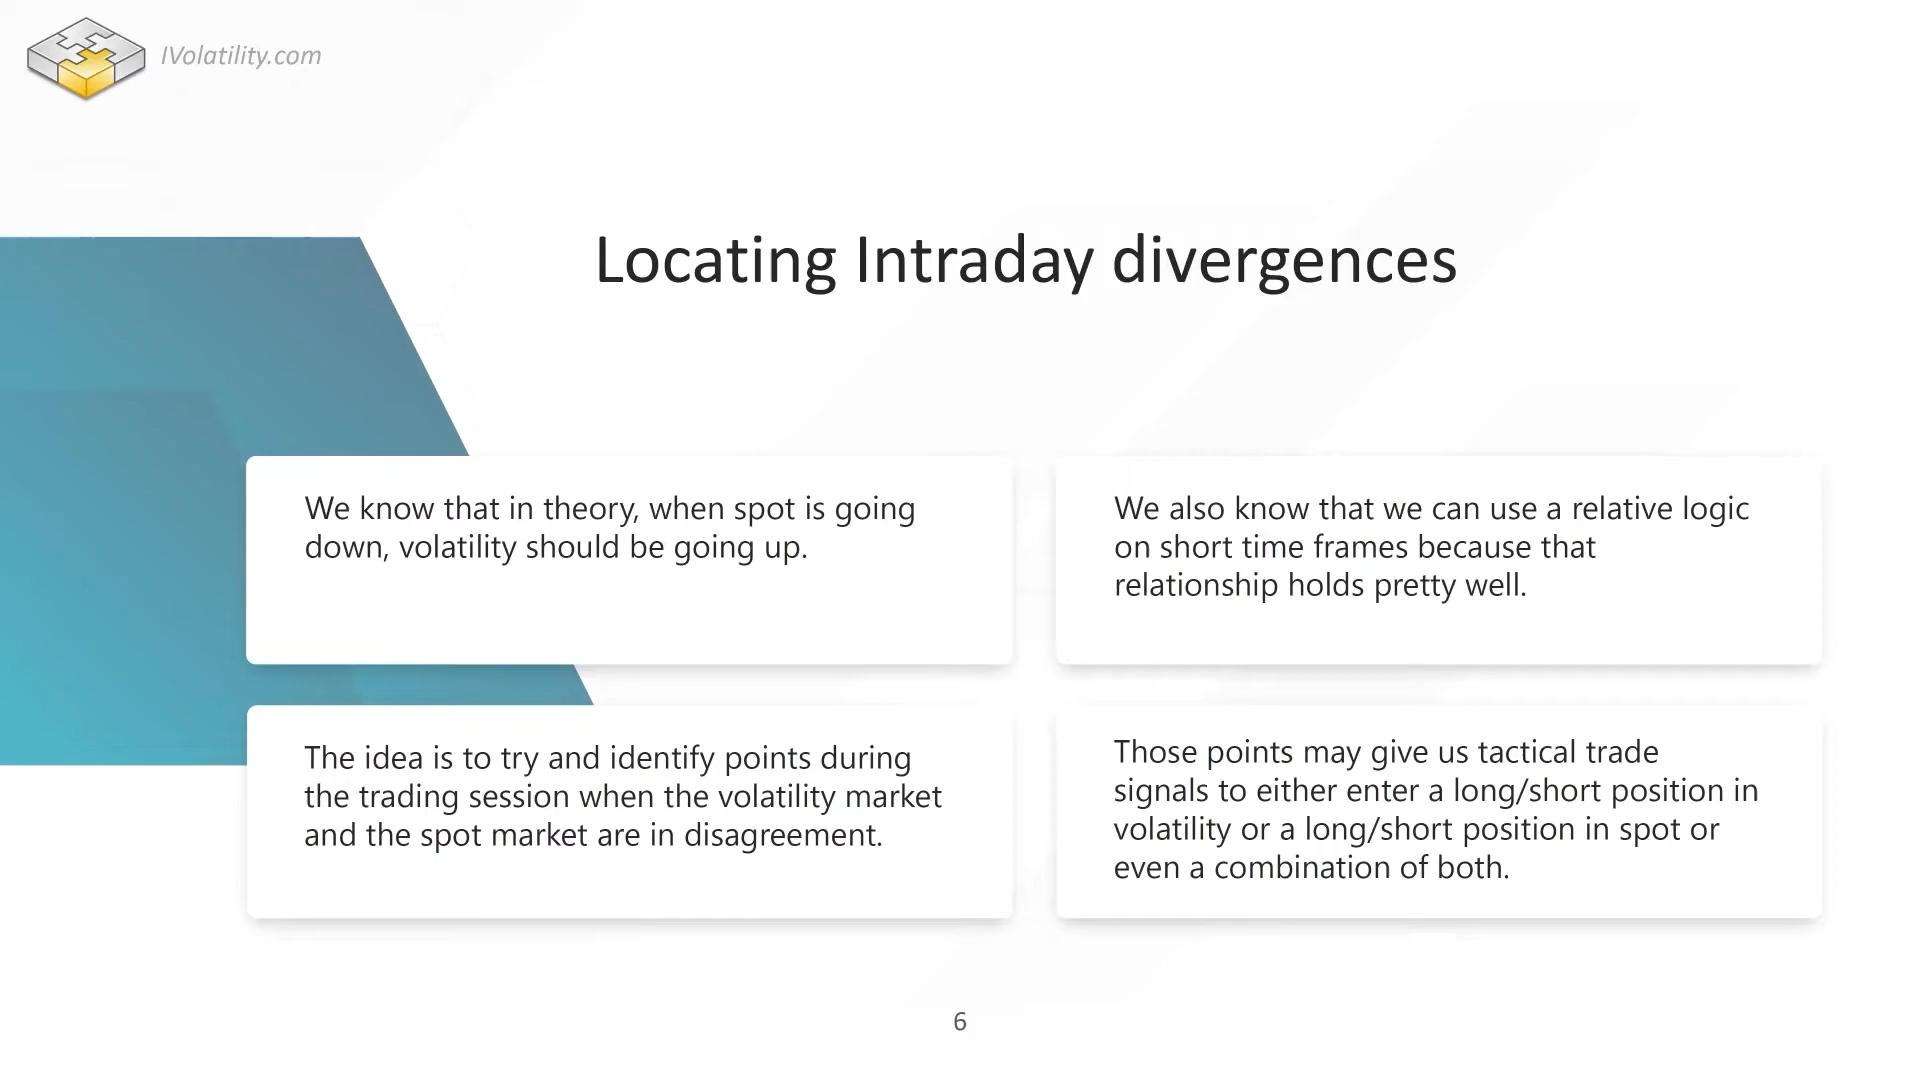 IVolatility.com
Locating Intraday divergences
We know that in theory, when spot is going
down, volatility should be going up.
We also know that we can use a relative logic
on short time frames because that
relationship holds pretty well.
The idea is to try and identify points during
the trading session when the volatility market
and the spot market are in disagreement.
Those points may give us tactical trade
signals to either enter a long/short position in
volatility or a long/short position in spot or
even a combination of both.
6